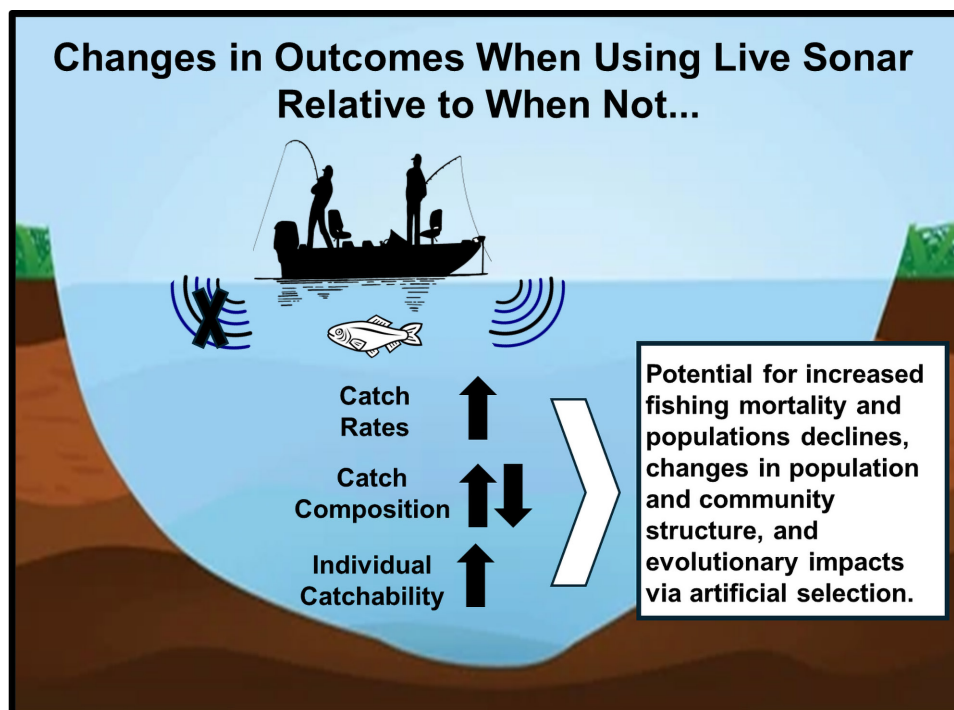 Changes in Outcomes When Using Live Sonar
Relative to When Not...
Catch
Rates
Catch
Composition
Individual
Catchability
Potential for increased
fishing mortality and
populations declines,
changes in population
and community
structure, and
evolutionary impacts
via artificial selection.